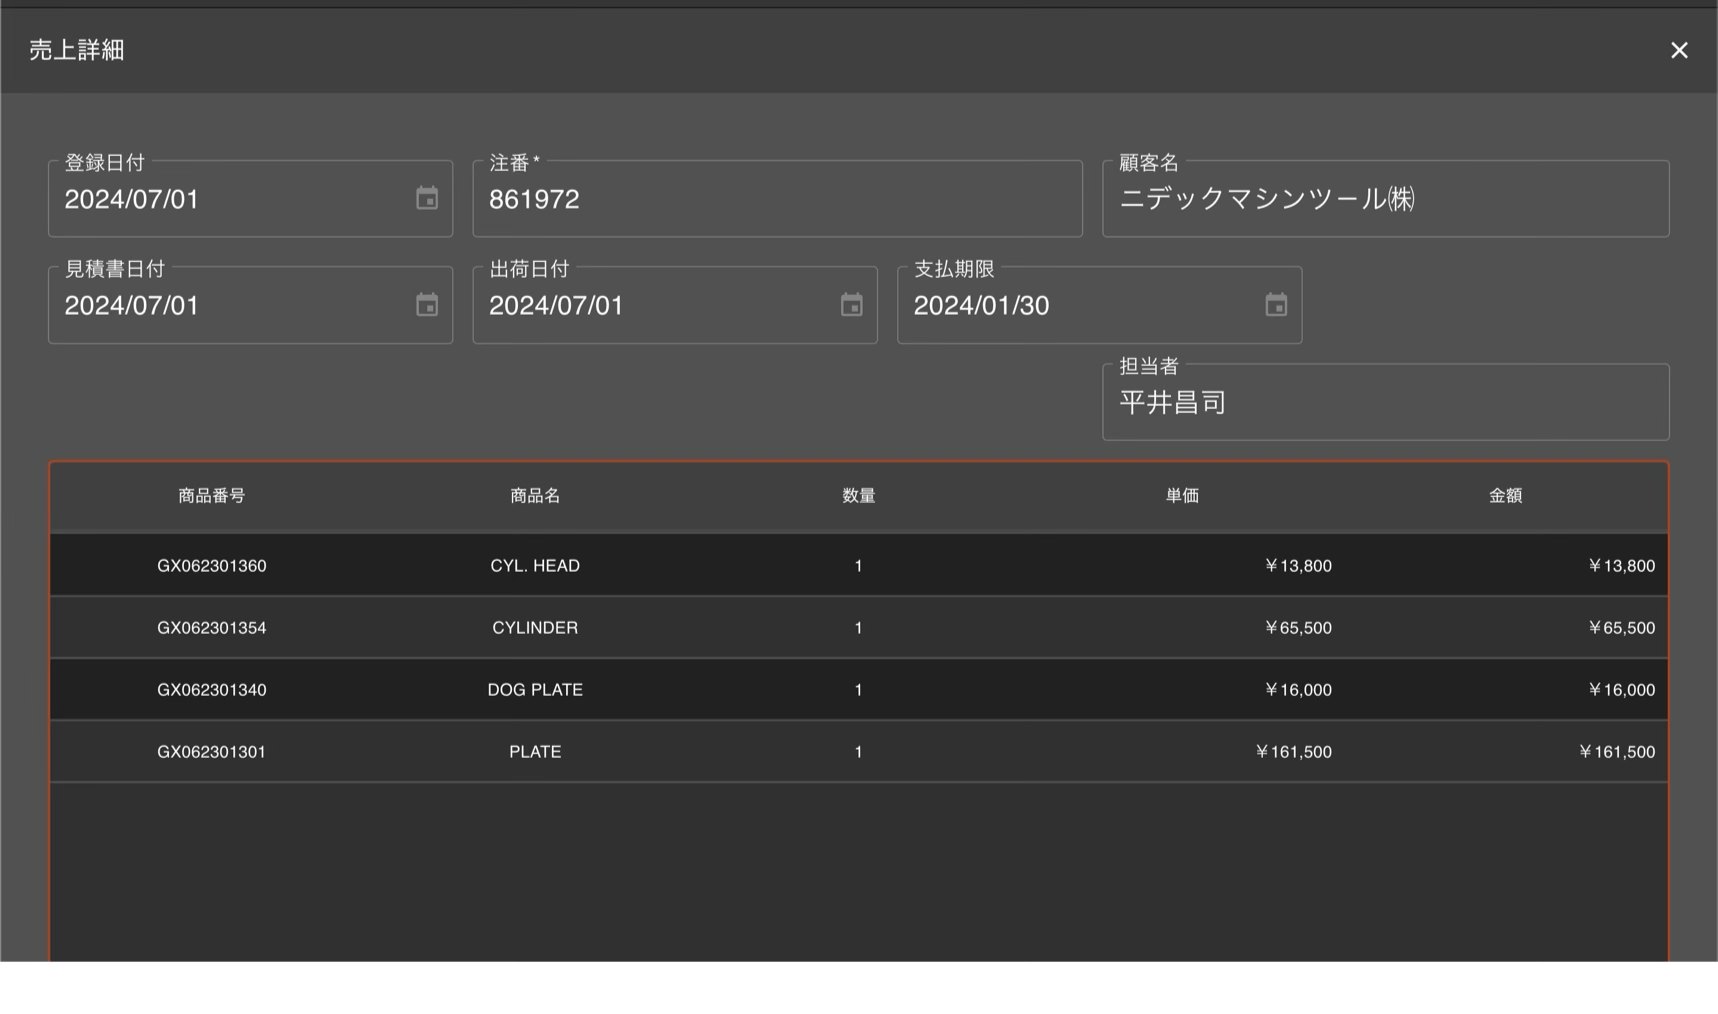 売上詳細
登録日付
2024/07/01
注番*
861972
顧客名
ニデックマシンツール㈱
見積書日付
2024/07/01
出荷日付
2024/07/01
支払期限
2024/01/30
担当者
平井昌司
商品番号 商品名 数量 単価 金額
GX062301360 CYL. HEAD 1 ￥13,800 ￥13,800
GX062301354 CYLINDER 1 ￥65,500 ￥65,500
GX062301340 DOG PLATE 1 ￥16,000 ￥16,000
GX062301301 PLATE 1 ￥161,500 ￥161,500